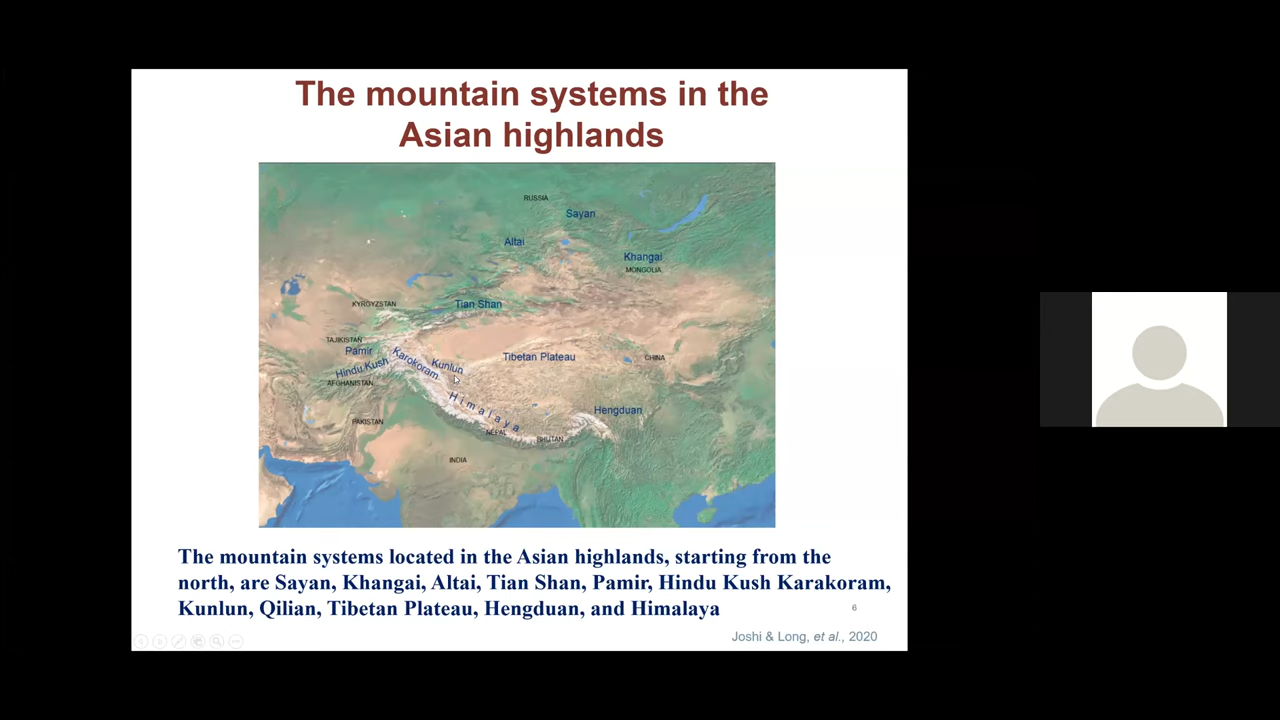 The mountain systems in the
Asian highlands
RUSSIA
Sayan
Altai
Khangai
MONGOLIA
KYRGYZSTAN
Tian Shan
TAJIKISTAN
Pamir
Karokoram
Kunlun
Tibetan Plateau
CHINA
Hindu Kush
AFGHANISTAN
Himalaya
Hengduan
PAKISTAN
NEPAL
BHUTAN
INDIA
The mountain systems located in the Asian highlands, starting from the
north, are Sayan, Khangai, Altai, Tian Shan, Pamir, Hindu Kush Karakoram,
Kunlun, Qilian, Tibetan Plateau, Hengduan, and Himalaya
6
Joshi & Long, et al., 2020